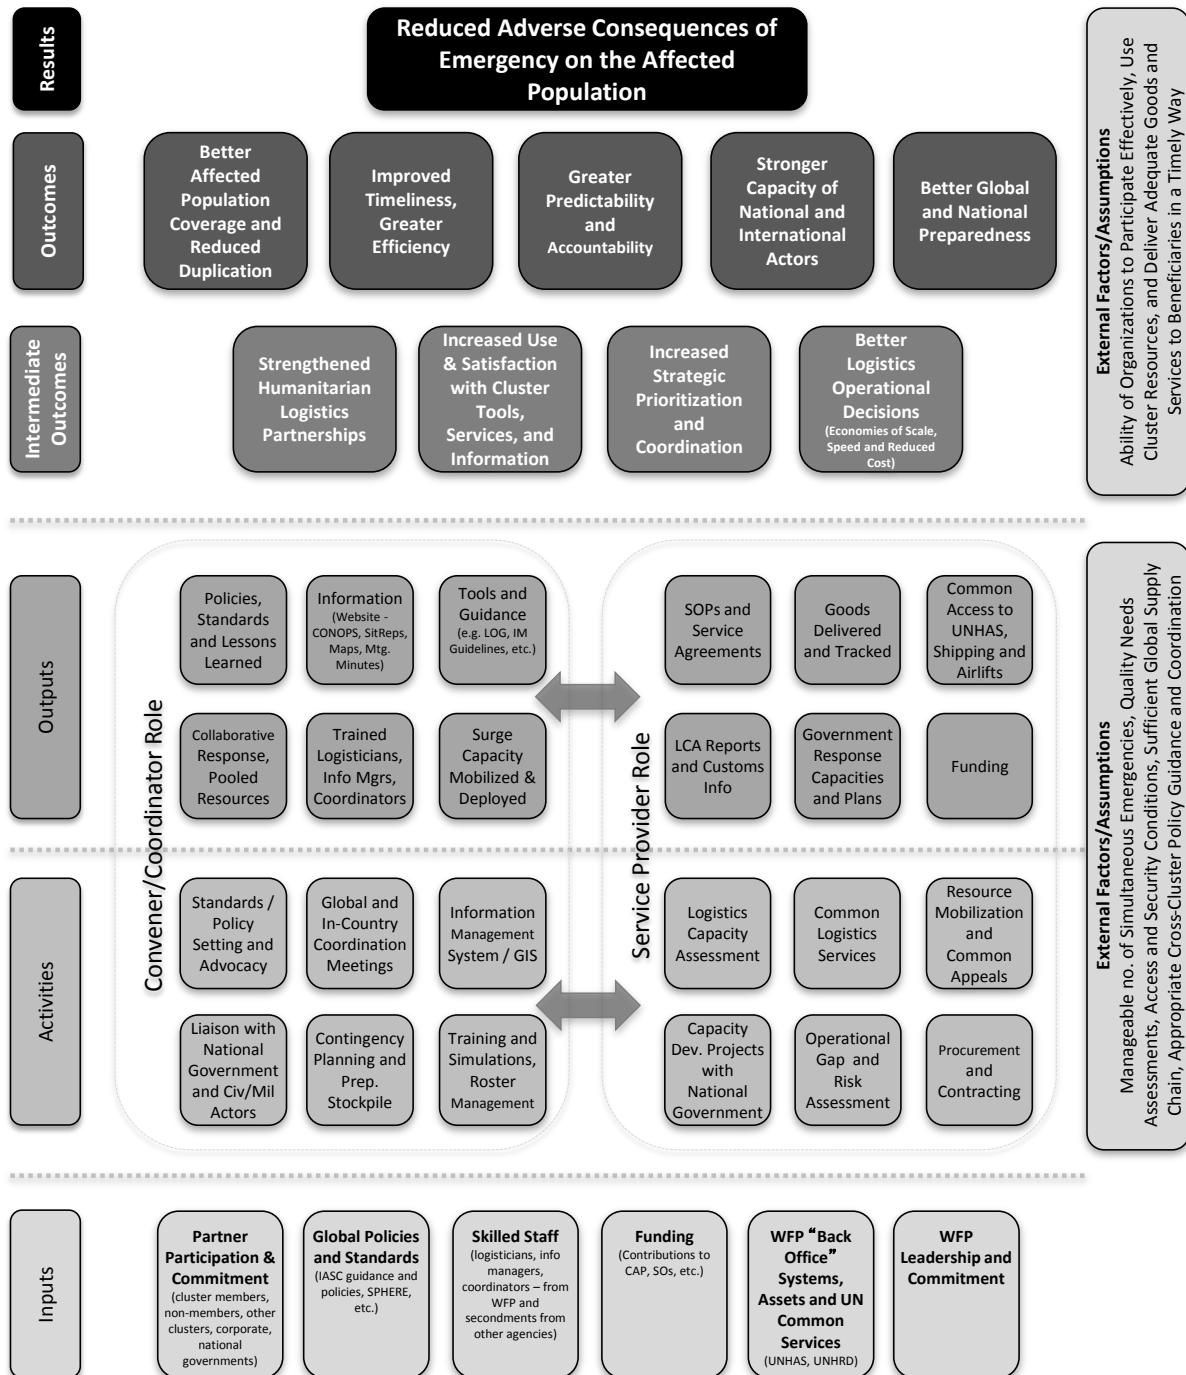 Results
Reduced Adverse Consequences of
Emergency on the Affected
Population
Outcomes
Better
Affected
Population
Coverage and
Reduced
Duplication
Improved
Timeliness,
Greater
Efficiency
Greater
Predictability
and
Accountability
Stronger
Capacity of
National and
International
Actors
Better Global
and National
Preparedness
Intermediate
Outcomes
Strengthened
Humanitarian
Logistics
Partnerships
Increased Use
& Satisfaction
with Cluster
Tools,
Services, and
Information
Increased
Strategic
Prioritization
and
Coordination
Better
Logistics
Operational
Decisions
(Economies of Scale,
Speed and Reduced
Cost)
External Factors/Assumptions
Ability of Organizations to Participate Effectively, Use
Cluster Resources, and Deliver Adequate Goods and
Services to Beneficiaries in a Timely Way
Outputs
Convener/Coordinator Role
Policies,
Standards
and Lessons
Learned
Information
(Website -
CONOPS, SitReps,
Maps, Mtg.
Minutes)
Tools and
Guidance
(e.g. LOG, IM
Guidelines, etc.)
Collaborative
Response,
Pooled
Resources
Trained
Logisticians,
Info Mgrs,
Coordinators
Surge
Capacity
Mobilized &
Deployed
Service Provider Role
SOPs and
Service
Agreements
Goods
Delivered
and Tracked
Common
Access to
UNHAS,
Shipping and
Airlifts
LCA Reports
and Customs
Info
Government
Response
Capacities
and Plans
Funding
Activities
Standards /
Policy
Setting and
Advocacy
Global and
In-Country
Coordination
Meetings
Information
Management
System / GIS
Liaison with
National
Government
and Civ/Mil
Actors
Contingency
Planning and
Prep.
Stockpile
Training and
Simulations,
Roster
Management
Logistics
Capacity
Assessment
Common
Logistics
Services
Resource
Mobilization
and
Common
Appeals
Capacity
Dev. Projects
with
National
Government
Operational
Gap and
Risk
Assessment
Procurement
and
Contracting
External Factors/Assumptions
Manageable no. of Simultaneous Emergencies, Quality Needs
Assessments, Access and Security Conditions, Sufficient Global Supply
Chain, Appropriate Cross-Cluster Policy Guidance and Coordination
Inputs
Partner
Participation &
Commitment
(cluster members,
non-members, other
clusters, corporate,
national
governments)
Global Policies
and Standards
(IASC guidance and
policies, SPHERE,
etc.)
Skilled Staff
(logisticians, info
managers,
coordinators – from
WFP and
secondments from
other agencies)
Funding
(Contributions to
CAP, SOs, etc.)
WFP “Back
Office”
Systems,
Assets and UN
Common
Services
(UNHAS, UNHRD)
WFP
Leadership and
Commitment